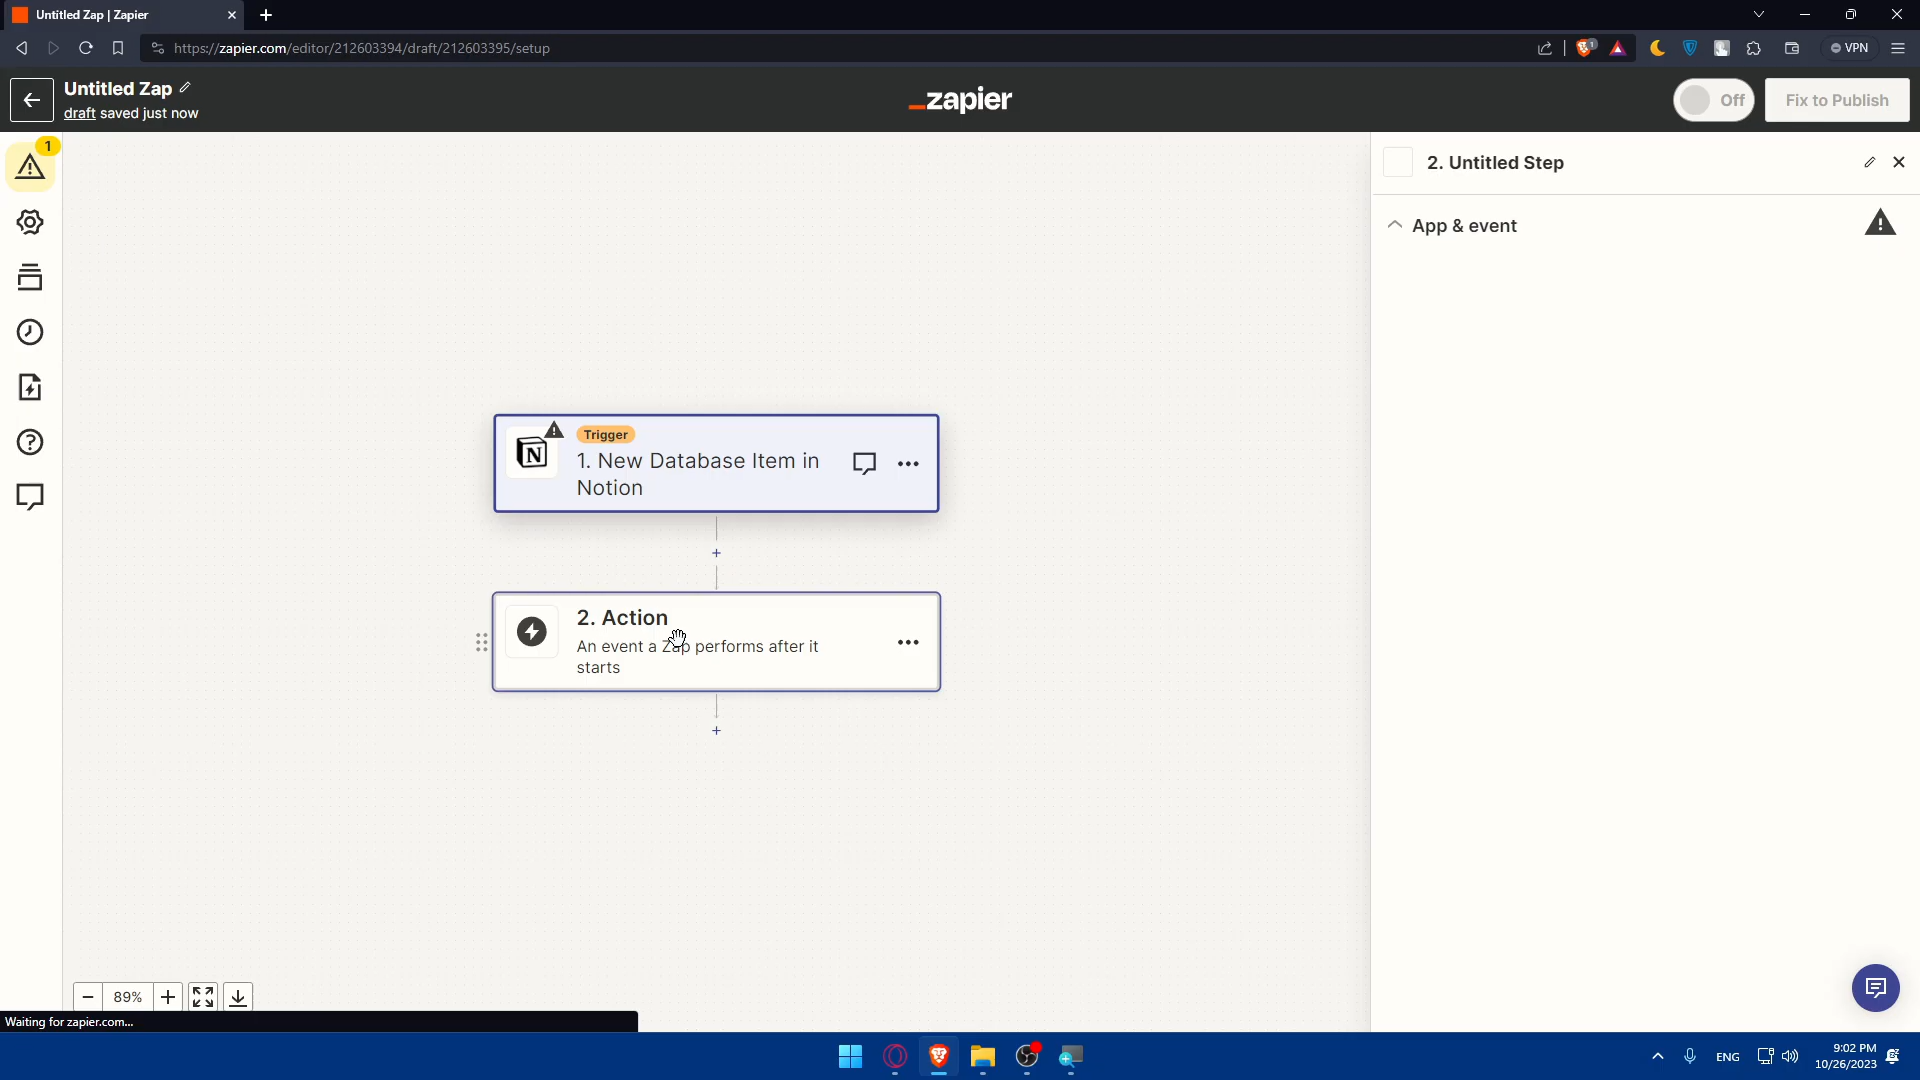 Untitled Zap | Zapier
https://zapier.com/editor/212603394/draft/212603395/setup
1
VPN
Untitled Zap
draft saved just now
zapier
Off
Fix to Publish
1
2. Untitled Step
App & event
Trigger
1. New Database Item in
Notion
+
2. Action
An event a Zap performs after it
starts
+
89%
Waiting for zapier.com...
ENG
9:02 PM
10/26/2023